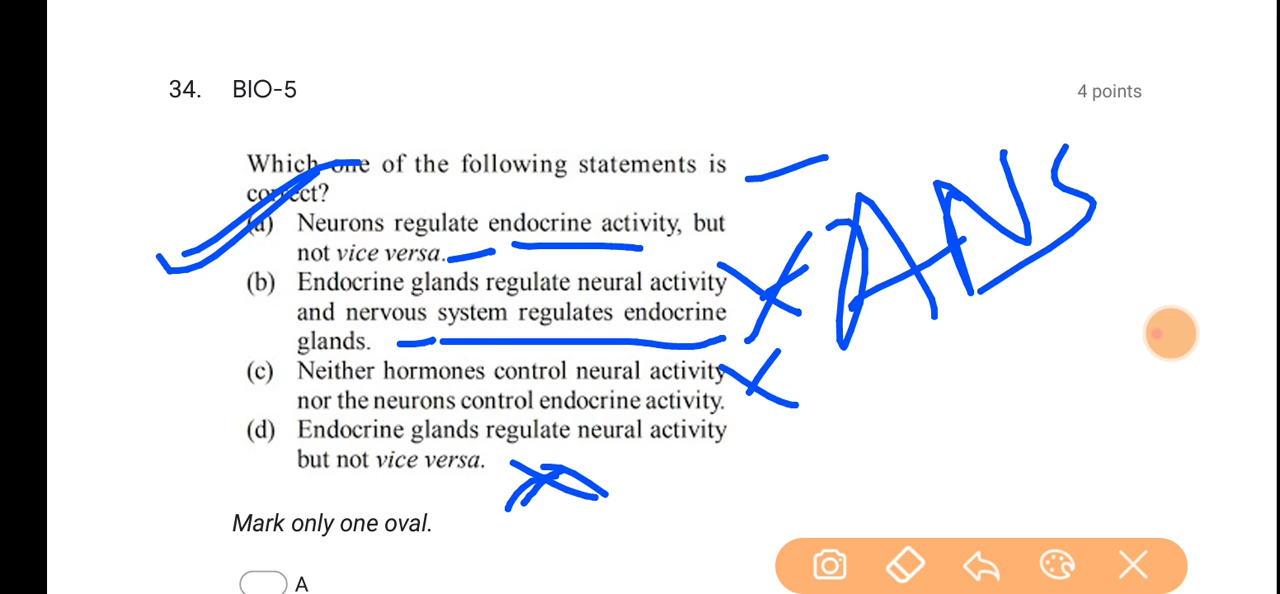 34. BIO-5
4 points
Which one of the following statements is
correct?
(a) Neurons regulate endocrine activity, but
not vice versa.
(b) Endocrine glands regulate neural activity
and nervous system regulates endocrine
glands.
(c) Neither hormones control neural activity
nor the neurons control endocrine activity.
(d) Endocrine glands regulate neural activity
but not vice versa.
ANS
Mark only one oval.
A